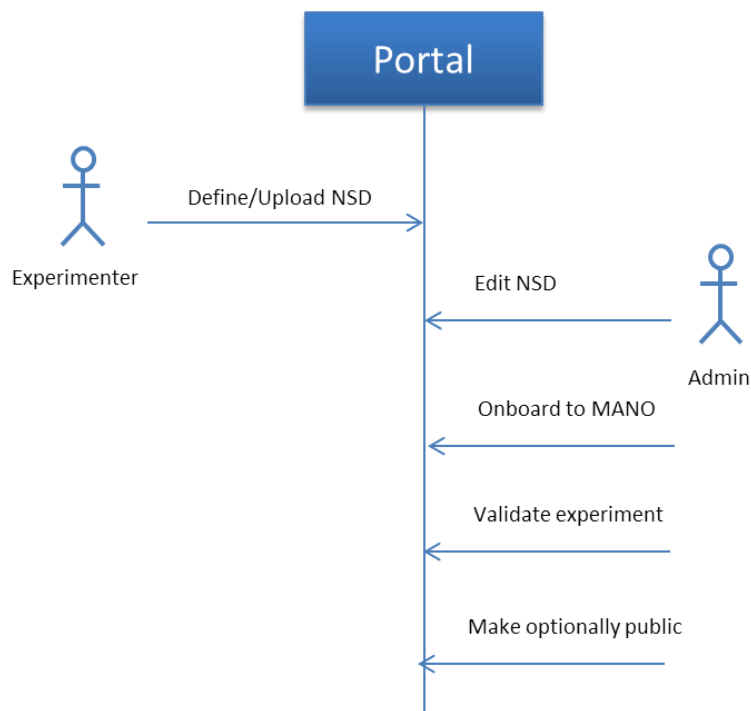 Portal
Define/Upload NSD
Experimenter
Edit NSD
Admin
Onboard to MANO
Validate experiment
Make optionally public